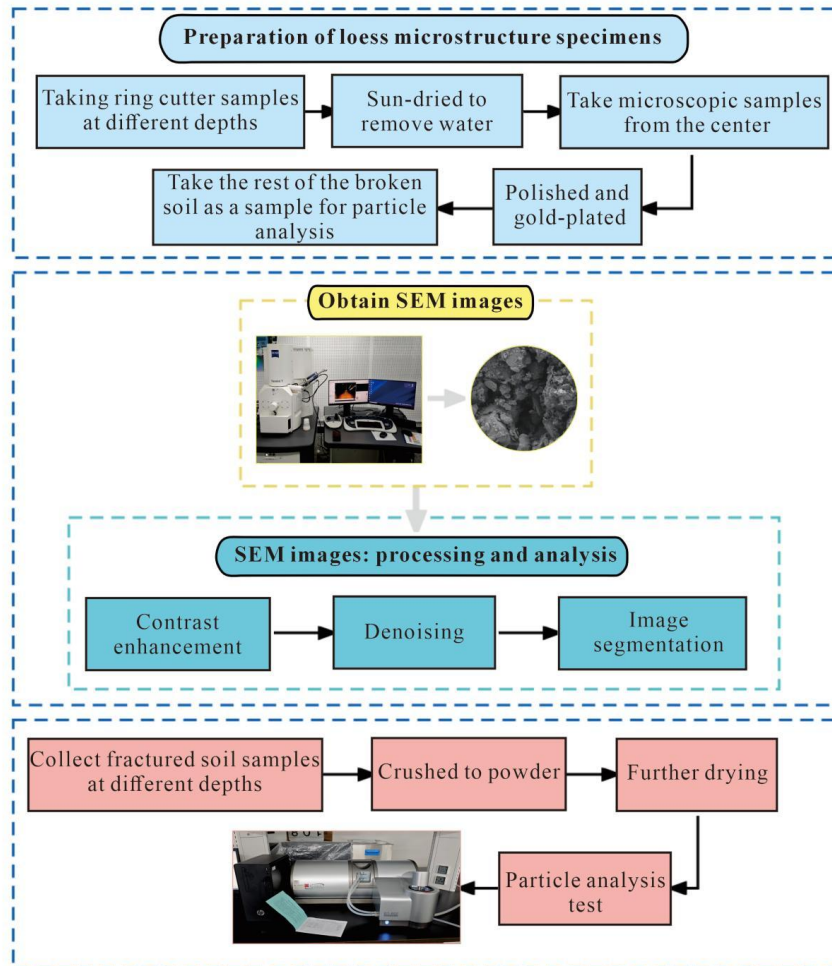 Preparation of loess microstructure specimens
Taking ring cutter samples
at different depths
Sun-dried to
remove water
Take microscopic samples
from the center
Polished and
gold-plated
Take the rest of the broken
soil as a sample for particle
analysis
Obtain SEM images
SEM images: processing and analysis
Contrast
enhancement
Denoising
Image
segmentation
Collect fractured soil samples
at different depths
Crushed to powder
Further drying
Particle analysis
test